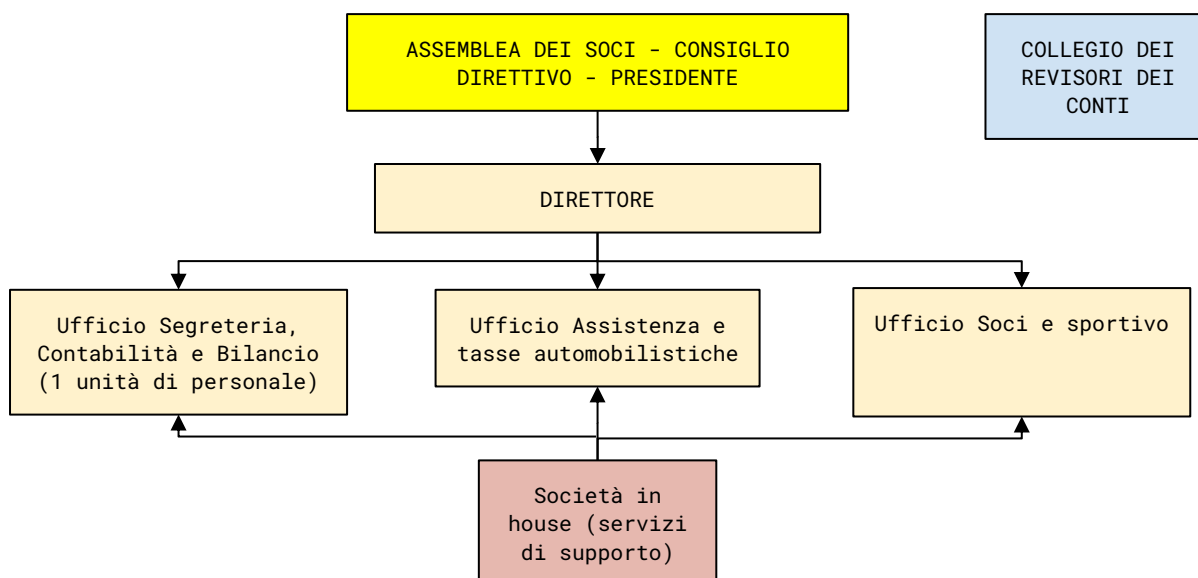 ASSEMBLEA DEI SOCI - CONSIGLIO
DIRETTIVO - PRESIDENTE
COLLEGIO DEI
REVISORI DEI
CONTI
DIRETTORE
Ufficio Segreteria,
Contabilità e Bilancio
(1 unità di personale)
Ufficio Assistenza e
tasse automobilistiche
Ufficio Soci e sportivo
Società in
house (servizi
di supporto)